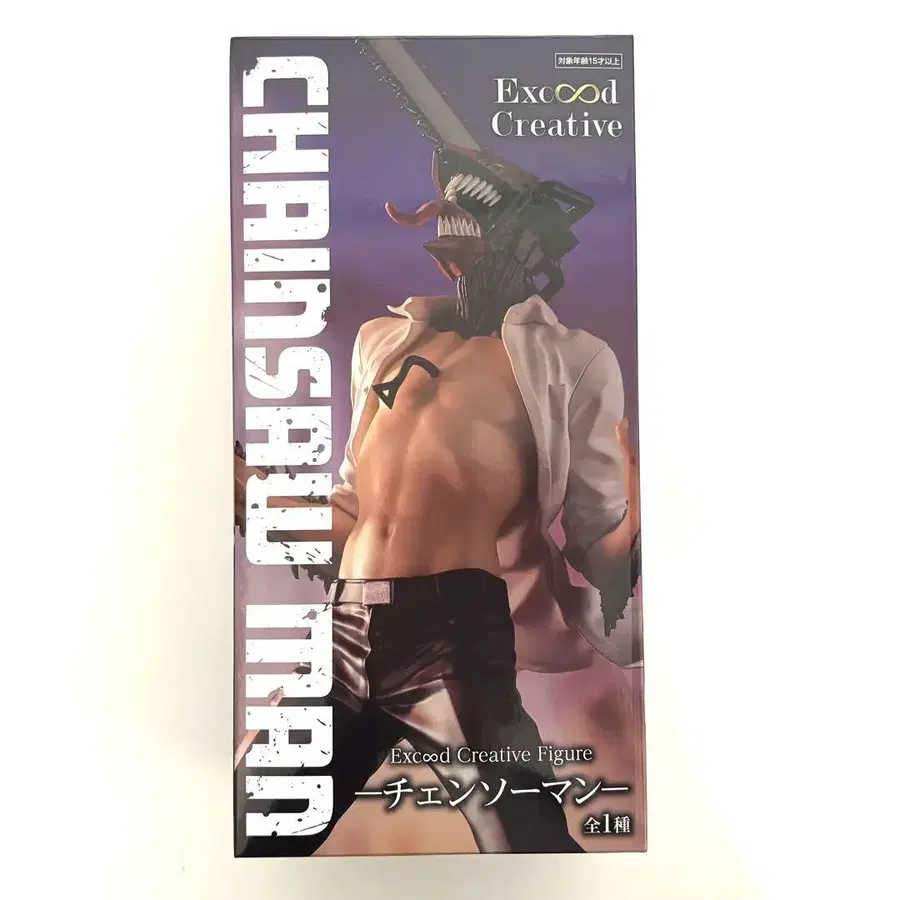 CHAINSAW MAN
対象年齢15才以上
Exc∞d
Creative
Exc∞d Creative Figure
ーチェンソーマンー
全1種